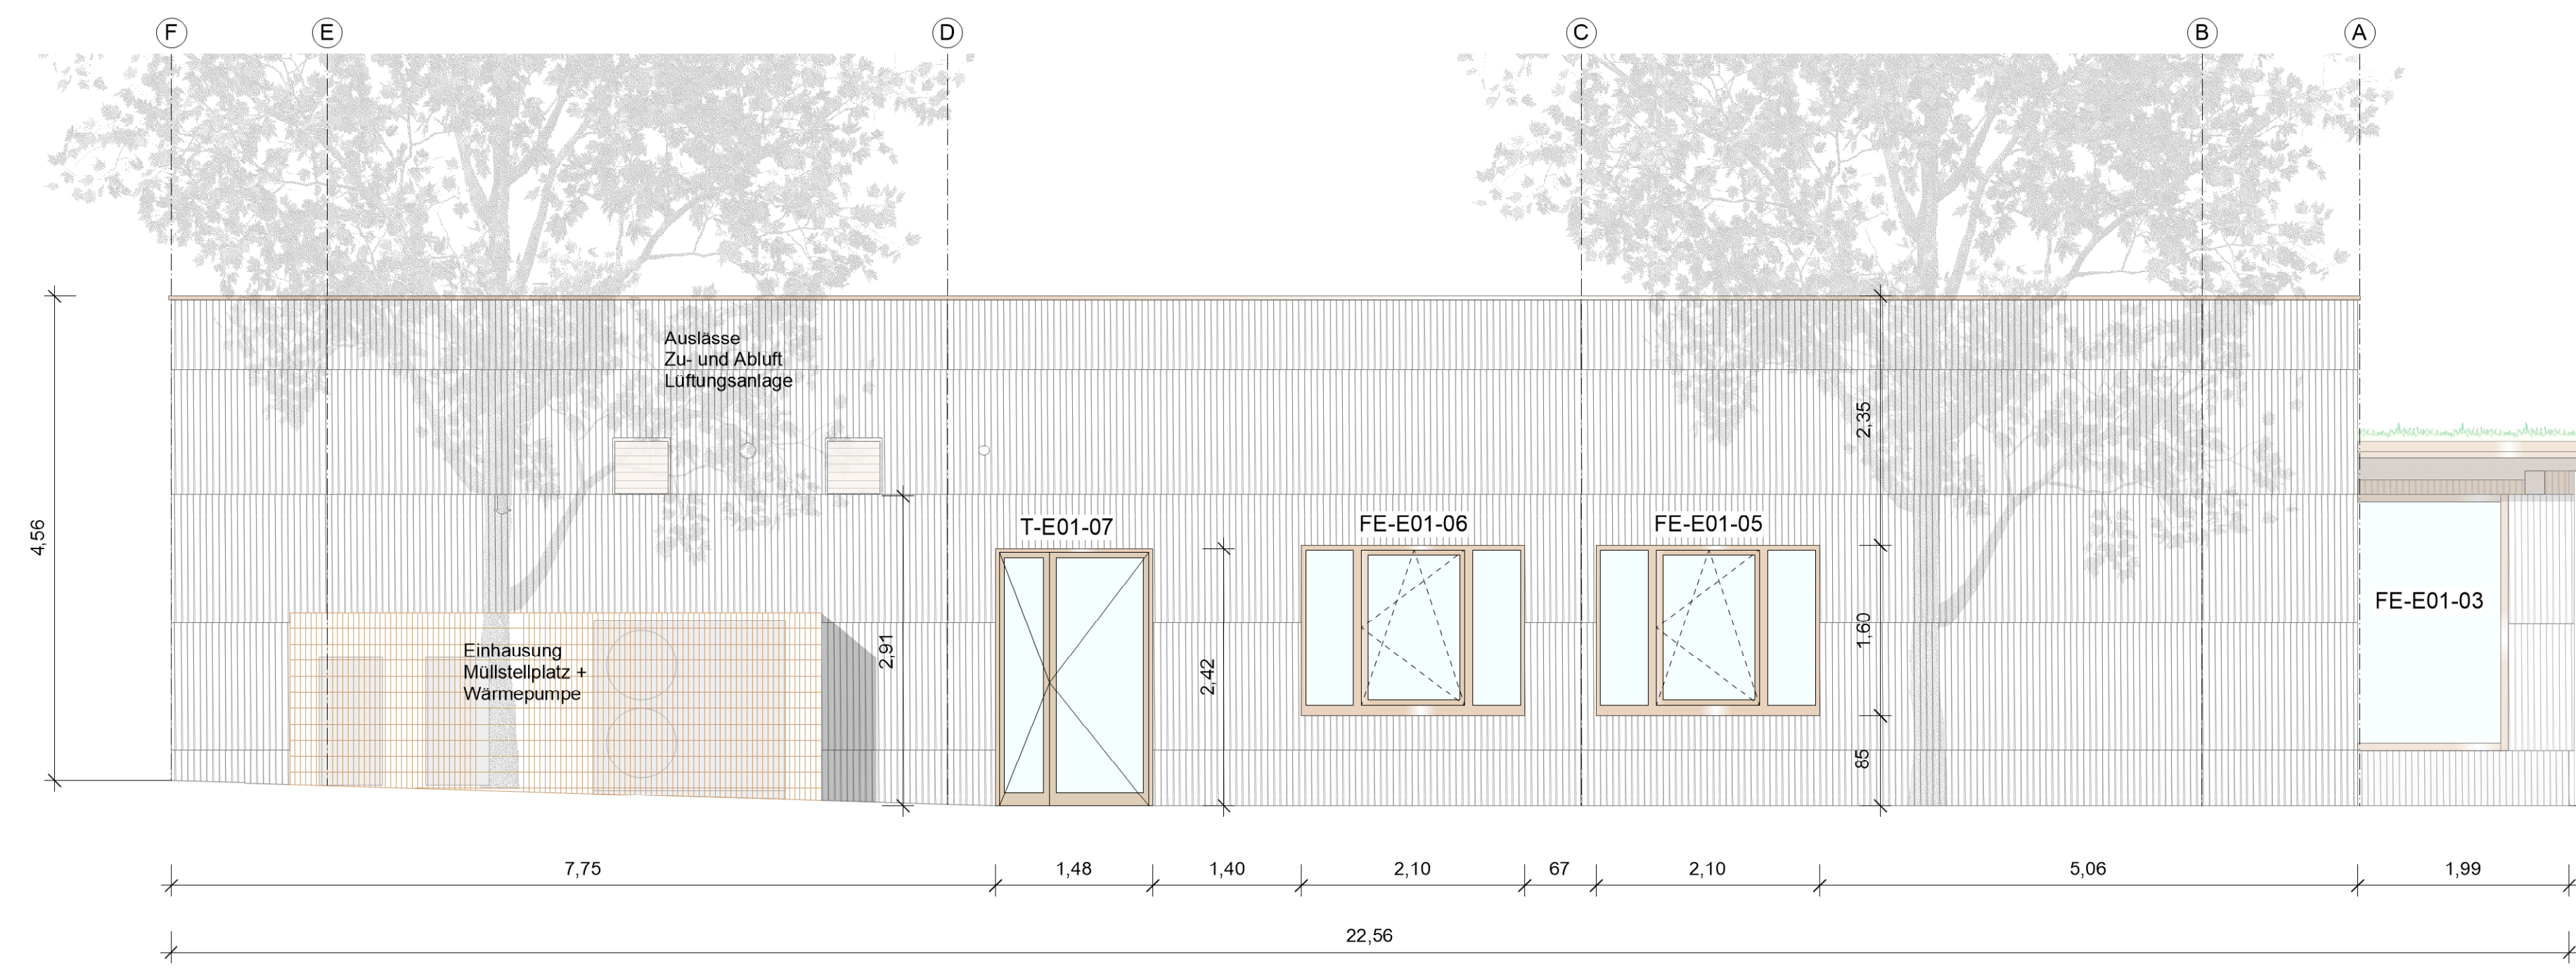 F
E
D
C
B
A
Auslässe
Zu- und Abluft
Lüftungsanlage
4,56
2,35
T-E01-07
FE-E01-06
FE-E01-05
FE-E01-03
Einhausung
Müllstellplatz +
Wärmepumpe
2,91
2,42
1,60
85
7,75
1,48
1,40
2,10
67
2,10
5,06
1,99
22,56